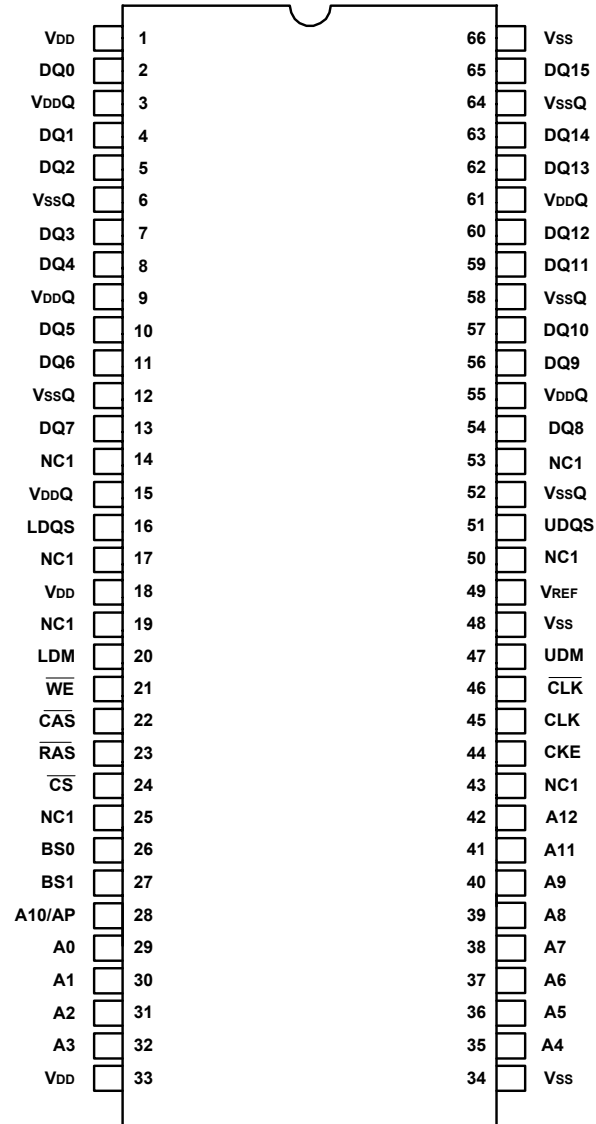 VDD 1 66 VSS
DQ0 2 65 DQ15
VDDQ 3 64 VSSQ
DQ1 4 63 DQ14
DQ2 5 62 DQ13
VSSQ 6 61 VDDQ
DQ3 7 60 DQ12
DQ4 8 59 DQ11
VDDQ 9 58 VSSQ
DQ5 10 57 DQ10
DQ6 11 56 DQ9
VSSQ 12 55 VDDQ
DQ7 13 54 DQ8
NC1 14 53 NC1
VDDQ 15 52 VSSQ
LDQS 16 51 UDQS
NC1 17 50 NC1
VDD 18 49 VREF
NC1 19 48 VSS
LDM 20 47 UDM
W̅E̅ 21 46 C̅L̅K̅
C̅A̅S̅ 22 45 CLK
R̅A̅S̅ 23 44 CKE
C̅S̅ 24 43 NC1
NC1 25 42 A12
BS0 26 41 A11
BS1 27 40 A9
A10/AP 28 39 A8
A0 29 38 A7
A1 30 37 A6
A2 31 36 A5
A3 32 35 A4
VDD 33 34 VSS